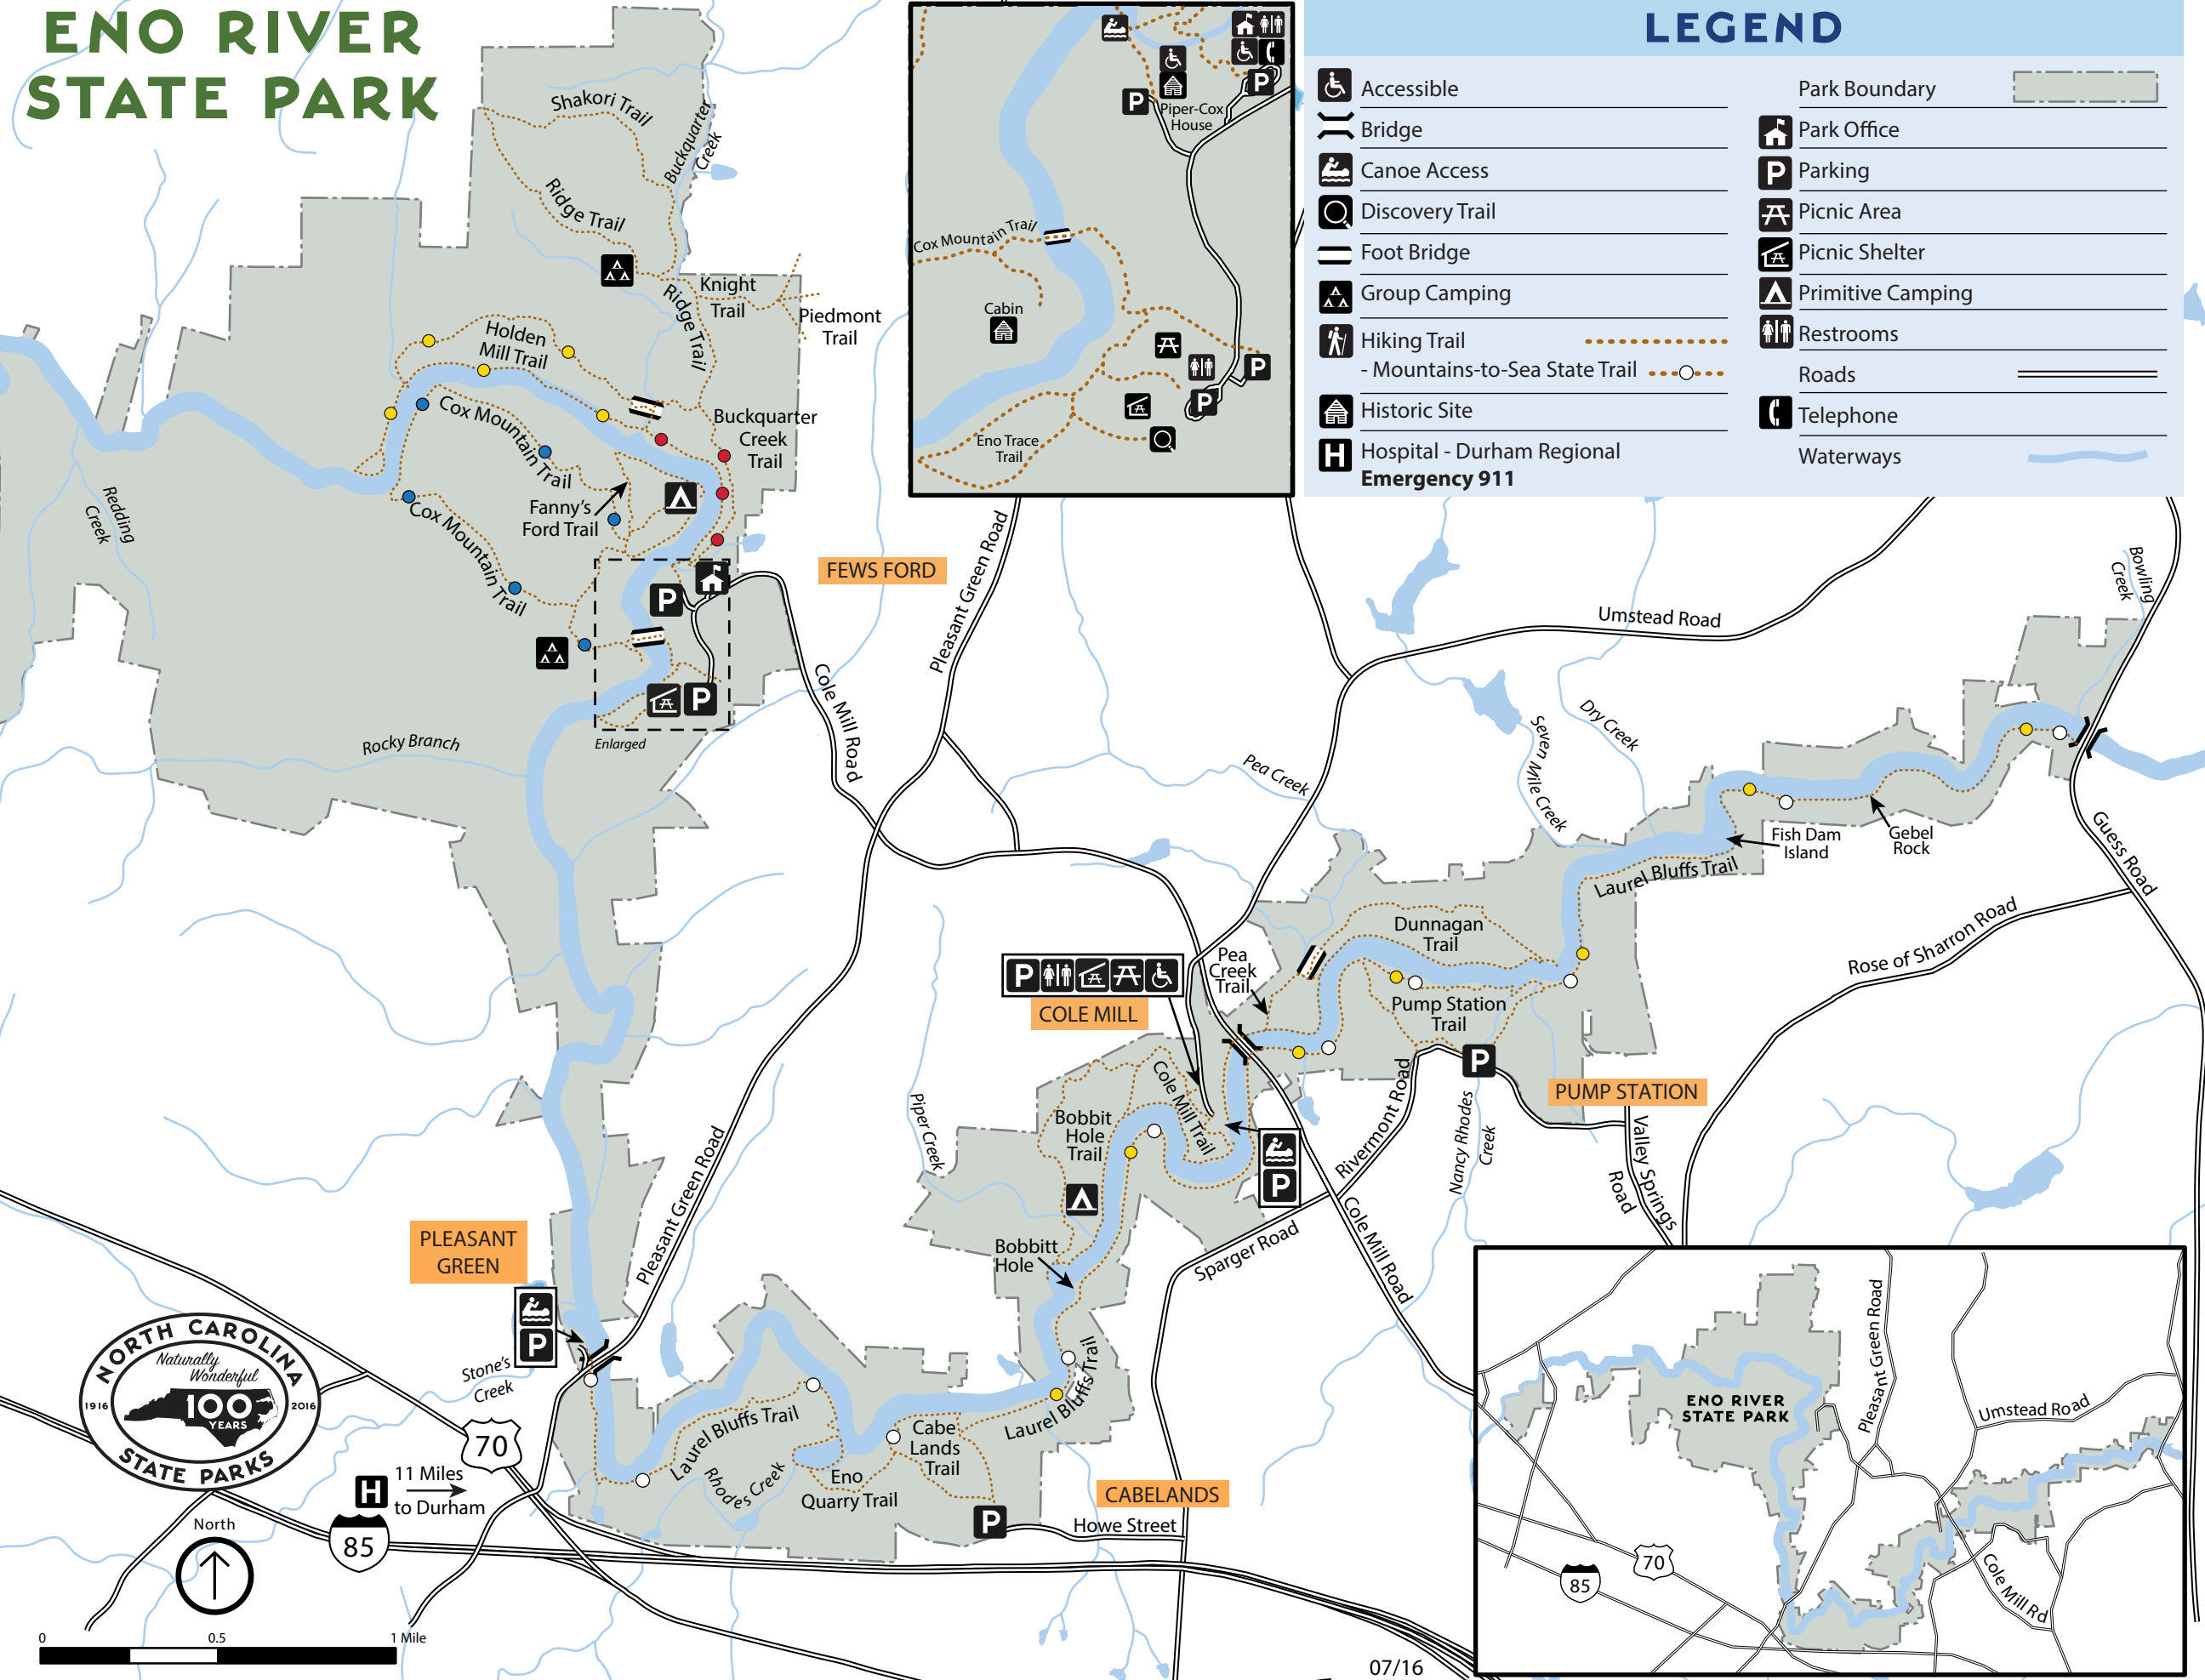 ENO RIVER
STATE PARK
Shakori Trail
Buckquarter
Creek
Ridge Trail
Knight
Trail
Ridge Trail
Piedmont
Trail
Holden
Mill Trail
Cox Mountain Trail
Buckquarter
Creek
Trail
Fanny's
Ford Trail
Cox Mountain Trail
Redding
Creek
P
P
Enlarged
Rocky Branch
FEWS FORD
Cole Mill Road
Pleasant Green Road
P
P
Piper-Cox
House
Cox Mountain Trail
Cabin
P
P
Eno Trace
Trail
LEGEND
Accessible
Bridge
Canoe Access
Discovery Trail
Foot Bridge
Group Camping
Hiking Trail
- Mountains-to-Sea State Trail
Historic Site
H Hospital - Durham Regional
Emergency 911
Park Boundary
Park Office
P Parking
Picnic Area
Picnic Shelter
Primitive Camping
Restrooms
Roads
Telephone
Waterways
Umstead Road
Bowling
Creek
Pea Creek
Seven Mile Creek
Dry Creek
Fish Dam
Island
Gebel
Rock
Guess Road
Laurel Bluffs Trail
Rose of Sharron Road
Dunnagan
Trail
Pea
Creek
Trail
P
COLE MILL
Pump Station
Trail
P
PUMP STATION
Cole Mill Trail
Bobbit
Hole
Trail
Piper Creek
P
Rivermont Road
Nancy Rhodes
Creek
Valley Springs
Road
Bobbitt
Hole
Sparger Road
Cole Mill Road
PLEASANT
GREEN
P
Pleasant Green Road
Stone's
Creek
Laurel Bluffs Trail
Rhodes Creek
Eno
Quarry Trail
Cabe
Lands
Trail
Laurel Bluffs Trail
CABELANDS
P
Howe Street
NORTH CAROLINA
Naturally
Wonderful
1916
100
YEARS
2016
STATE PARKS
70
H
11 Miles
to Durham
85
North
0
0.5
1 Mile
07/16
ENO RIVER
STATE PARK
Pleasant Green Road
Umstead Road
Cole Mill Rd
70
85